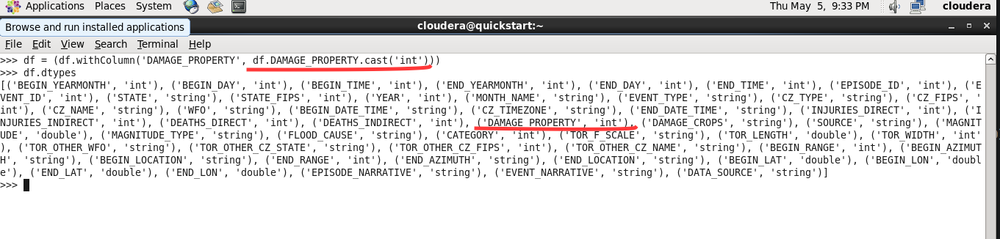 Applications Places System Thu May 5, 9:33 PM cloudera
Browse and run installed applications cloudera@quickstart:~
File Edit View Search Terminal Help
>>> df = (df.withColumn('DAMAGE_PROPERTY', df.DAMAGE_PROPERTY.cast('int')))
>>> df.dtypes
[('BEGIN_YEARMONTH', 'int'), ('BEGIN_DAY', 'int'), ('BEGIN_TIME', 'int'), ('END_YEARMONTH', 'int'), ('END_DAY', 'int'), ('END_TIME', 'int'), ('EPISODE_ID', 'int'), ('E
VENT_ID', 'int'), ('STATE', 'string'), ('STATE_FIPS', 'int'), ('YEAR', 'int'), ('MONTH_NAME', 'string'), ('EVENT_TYPE', 'string'), ('CZ_TYPE', 'string'), ('CZ_FIPS', '
int'), ('CZ_NAME', 'string'), ('WFO', 'string'), ('BEGIN_DATE_TIME', 'string'), ('CZ_TIMEZONE', 'string'), ('END_DATE_TIME', 'string'), ('INJURIES_DIRECT', 'int'), ('I
NJURIES_INDIRECT', 'int'), ('DEATHS_DIRECT', 'int'), ('DEATHS_INDIRECT', 'int'), ('DAMAGE_PROPERTY', 'int'), ('DAMAGE_CROPS', 'string'), ('SOURCE', 'string'), ('MAGNIT
UDE', 'double'), ('MAGNITUDE_TYPE', 'string'), ('FLOOD_CAUSE', 'string'), ('CATEGORY', 'int'), ('TOR_F_SCALE', 'string'), ('TOR_LENGTH', 'double'), ('TOR_WIDTH', 'int'
), ('TOR_OTHER_WFO', 'string'), ('TOR_OTHER_CZ_STATE', 'string'), ('TOR_OTHER_CZ_FIPS', 'int'), ('TOR_OTHER_CZ_NAME', 'string'), ('BEGIN_RANGE', 'int'), ('BEGIN_AZIMUT
H', 'string'), ('BEGIN_LOCATION', 'string'), ('END_RANGE', 'int'), ('END_AZIMUTH', 'string'), ('END_LOCATION', 'string'), ('BEGIN_LAT', 'double'), ('BEGIN_LON', 'doubl
e'), ('END_LAT', 'double'), ('END_LON', 'double'), ('EPISODE_NARRATIVE', 'string'), ('EVENT_NARRATIVE', 'string'), ('DATA_SOURCE', 'string')]
>>>